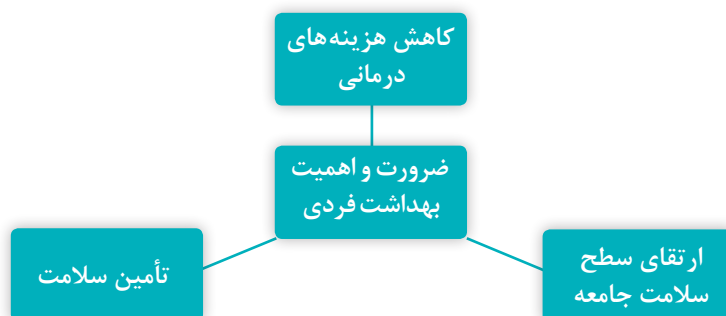 کاهش هزینه‌های
درمانی
ضرورت و اهمیت
بهداشت فردی
ارتقای سطح
سلامت جامعه
تأمین سلامت